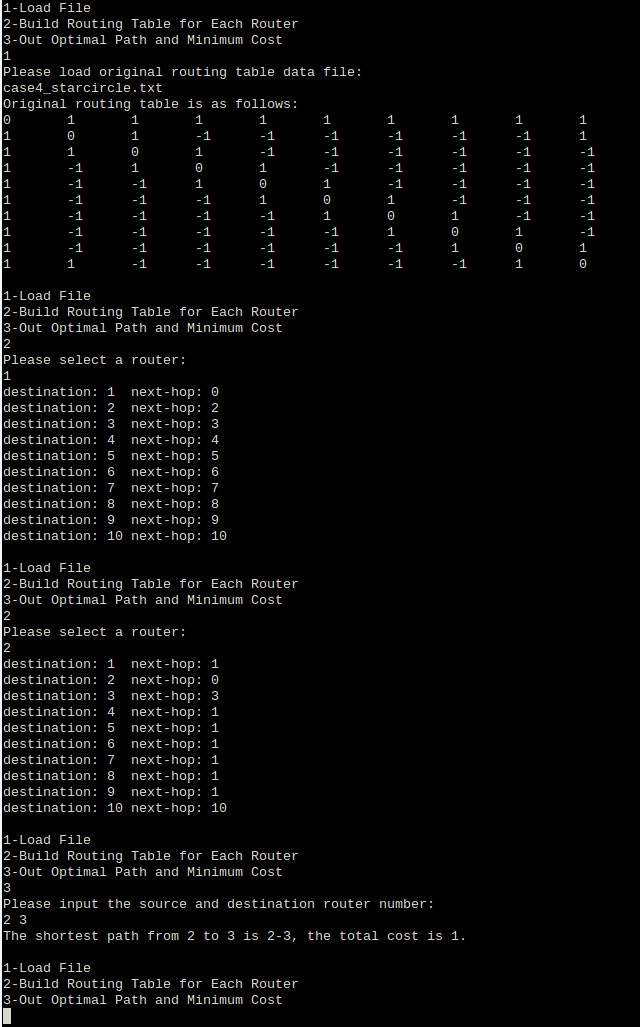 1-Load File
2-Build Routing Table for Each Router
3-Out Optimal Path and Minimum Cost
1
Please load original routing table data file:
case4_starcircle.txt
Original routing table is as follows:
0 1 1 1 1 1 1 1 1 1
1 0 1 -1 -1 -1 -1 -1 -1 1
1 1 0 1 -1 -1 -1 -1 -1 -1
1 -1 1 0 1 -1 -1 -1 -1 -1
1 -1 -1 1 0 1 -1 -1 -1 -1
1 -1 -1 -1 1 0 1 -1 -1 -1
1 -1 -1 -1 -1 1 0 1 -1 -1
1 -1 -1 -1 -1 -1 1 0 1 -1
1 -1 -1 -1 -1 -1 -1 1 0 1
1 1 -1 -1 -1 -1 -1 -1 1 0
1-Load File
2-Build Routing Table for Each Router
3-Out Optimal Path and Minimum Cost
2
Please select a router:
1
destination: 1 next-hop: 0
destination: 2 next-hop: 2
destination: 3 next-hop: 3
destination: 4 next-hop: 4
destination: 5 next-hop: 5
destination: 6 next-hop: 6
destination: 7 next-hop: 7
destination: 8 next-hop: 8
destination: 9 next-hop: 9
destination: 10 next-hop: 10
1-Load File
2-Build Routing Table for Each Router
3-Out Optimal Path and Minimum Cost
2
Please select a router:
2
destination: 1 next-hop: 1
destination: 2 next-hop: 0
destination: 3 next-hop: 3
destination: 4 next-hop: 1
destination: 5 next-hop: 1
destination: 6 next-hop: 1
destination: 7 next-hop: 1
destination: 8 next-hop: 1
destination: 9 next-hop: 1
destination: 10 next-hop: 10
1-Load File
2-Build Routing Table for Each Router
3-Out Optimal Path and Minimum Cost
3
Please input the source and destination router number:
2 3
The shortest path from 2 to 3 is 2-3, the total cost is 1.
1-Load File
2-Build Routing Table for Each Router
3-Out Optimal Path and Minimum Cost